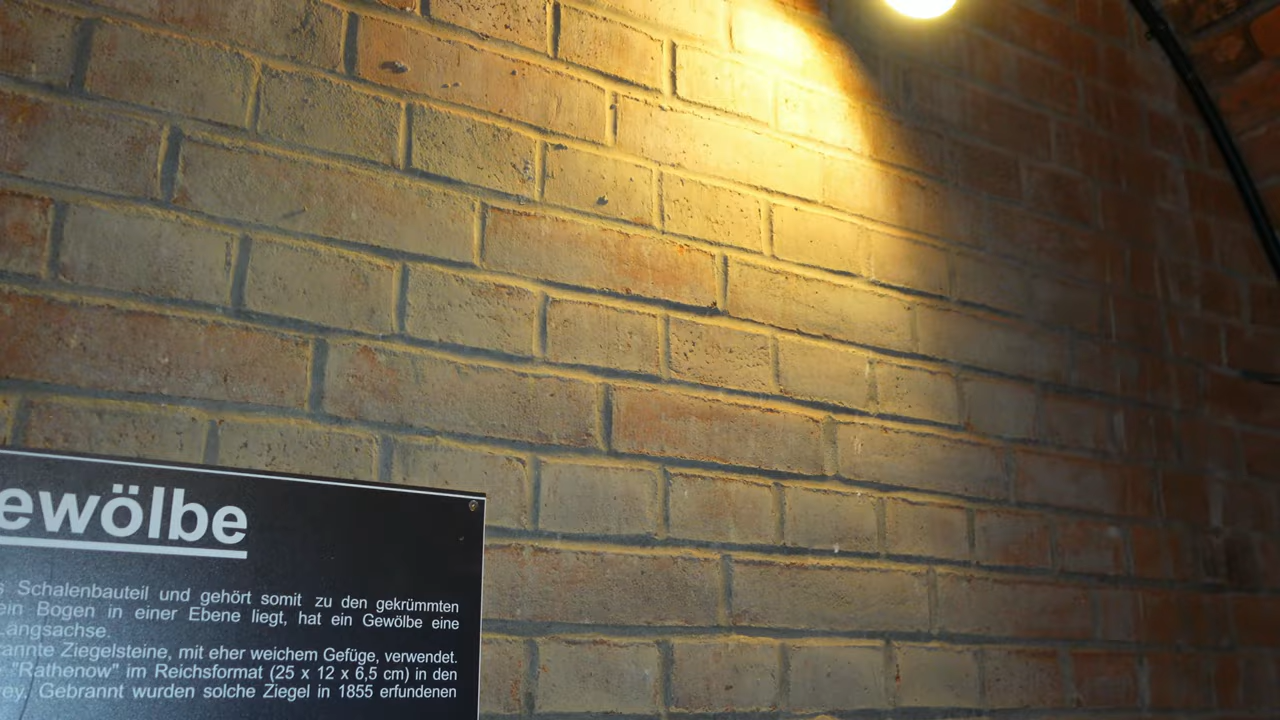 ewölbe
s Schalenbauteil und gehört somit zu den gekrümmten
ein Bogen in einer Ebene liegt, hat ein Gewölbe eine
Längsachse.
rannte Ziegelsteine, mit eher weichem Gefüge, verwendet.
"Rathenow" im Reichsformat (25 x 12 x 6,5 cm) in den
rey. Gebrannt wurden solche Ziegel in 1855 erfundenen